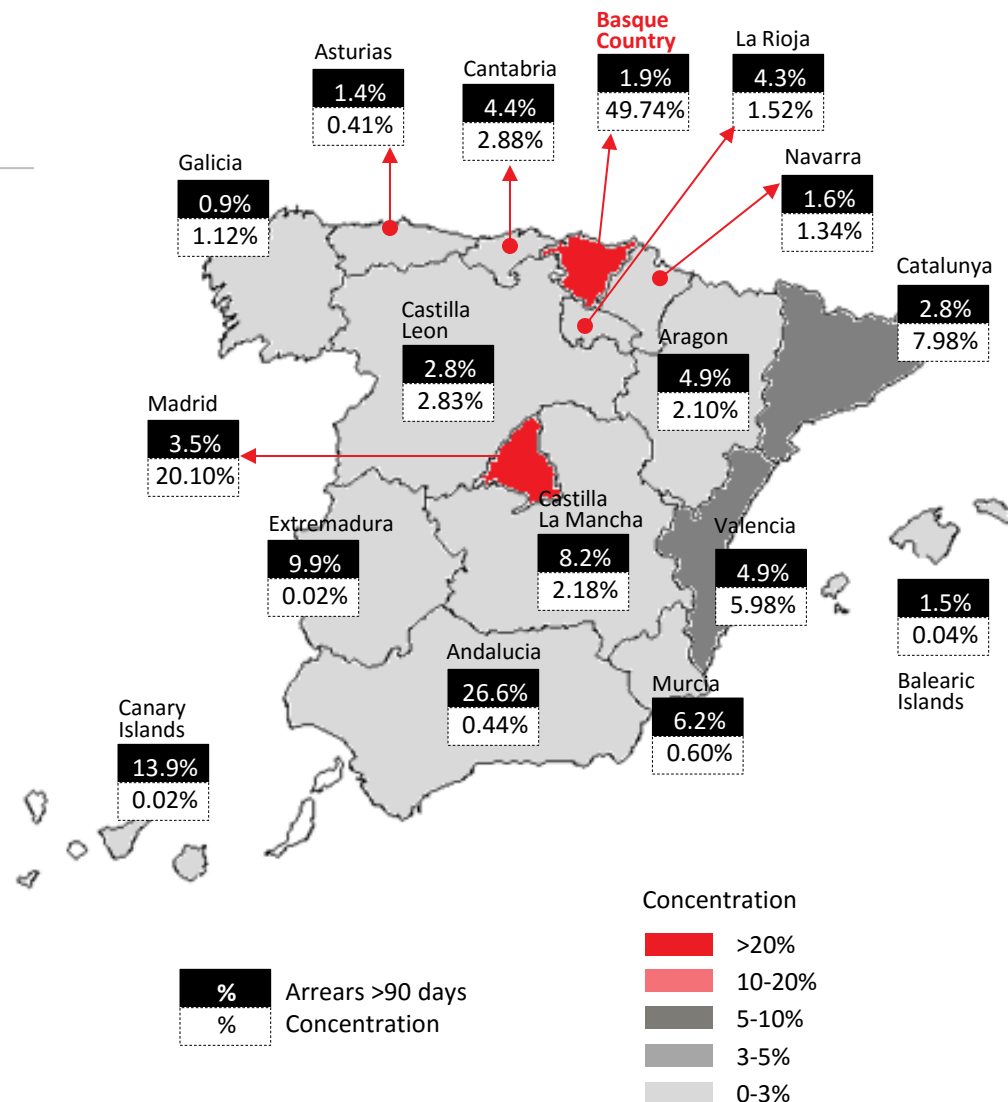 Basque
Country
1.9%
49.74%
La Rioja
4.3%
1.52%
Asturias
1.4%
0.41%
Cantabria
4.4%
2.88%
Navarra
1.6%
1.34%
Galicia
0.9%
1.12%
Catalunya
2.8%
7.98%
Castilla
Leon
2.8%
2.83%
Aragon
4.9%
2.10%
Madrid
3.5%
20.10%
Extremadura
9.9%
0.02%
Castilla
La Mancha
8.2%
2.18%
Valencia
4.9%
5.98%
1.5%
0.04%
Balearic
Islands
Andalucia
26.6%
0.44%
Murcia
6.2%
0.60%
Canary
Islands
13.9%
0.02%
% Arrears >90 days
% Concentration
Concentration
>20%
10-20%
5-10%
3-5%
0-3%